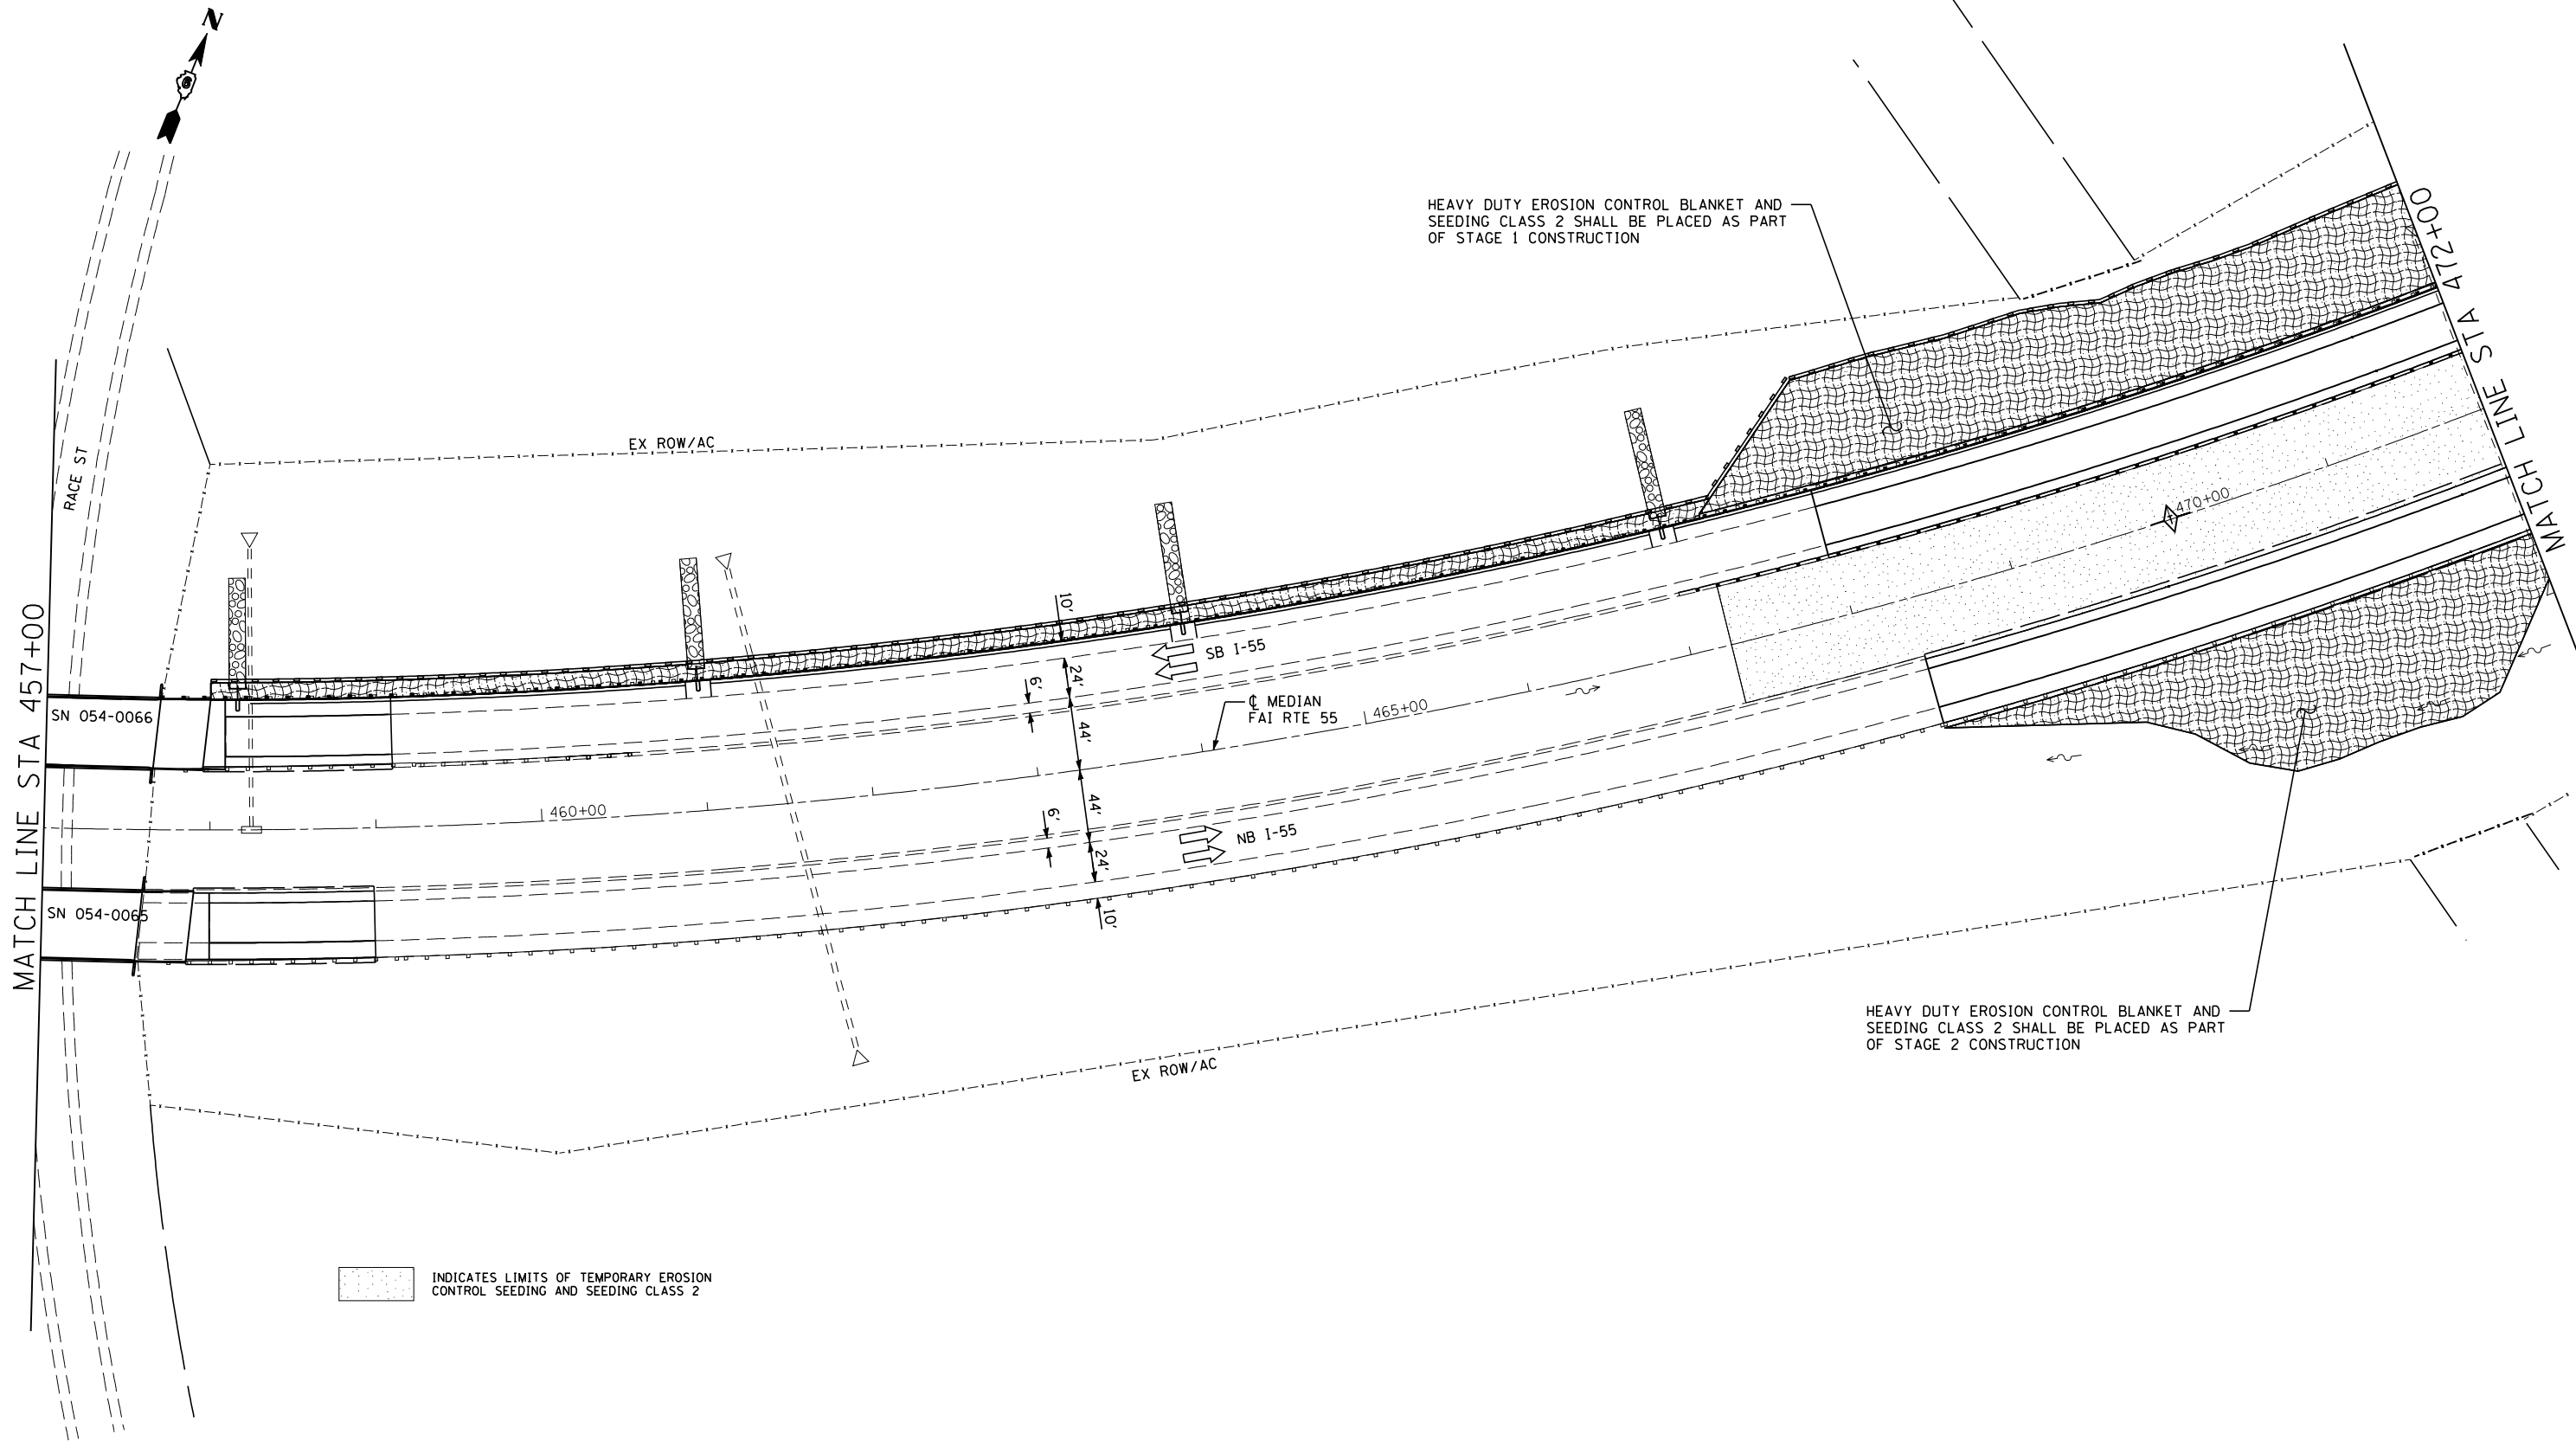 N
HEAVY DUTY EROSION CONTROL BLANKET AND
SEEDING CLASS 2 SHALL BE PLACED AS PART
OF STAGE 1 CONSTRUCTION
MATCH LINE STA 472+00
RACE ST
EX ROW/AC
470+00
MATCH LINE STA 457+00
SN 054-0066
10'
24'
6'
44'
SB I-55
℄ MEDIAN
FAI RTE 55
465+00
460+00
44'
6'
24'
10'
NB I-55
SN 054-0065
HEAVY DUTY EROSION CONTROL BLANKET AND
SEEDING CLASS 2 SHALL BE PLACED AS PART
OF STAGE 2 CONSTRUCTION
EX ROW/AC
INDICATES LIMITS OF TEMPORARY EROSION
CONTROL SEEDING AND SEEDING CLASS 2